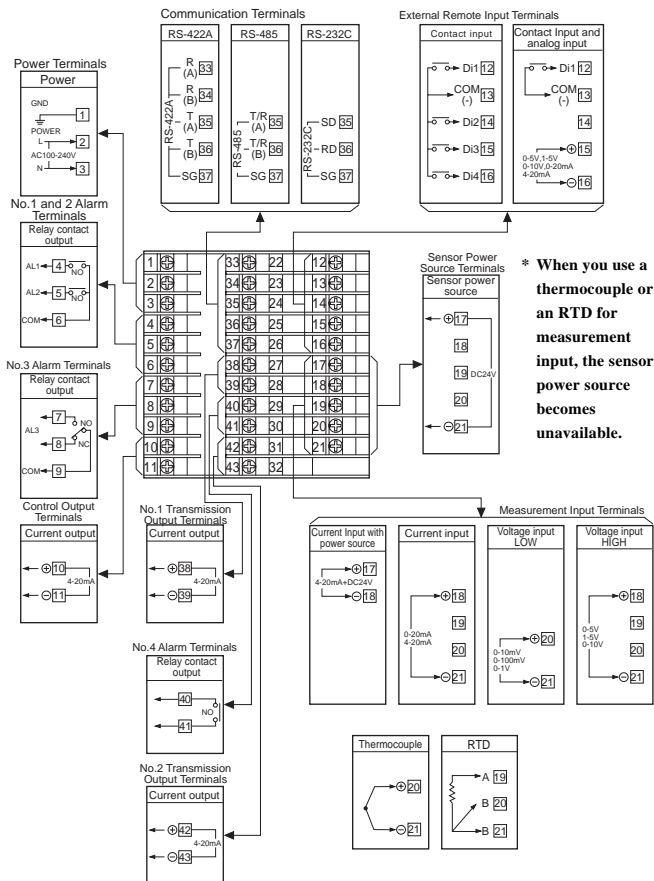 Communication Terminals
RS-422A
R (A) 33
R (B) 34
T (A) 35
T (B) 36
SG 37
RS-422A
RS-485
T/R (A) 35
T/R (B) 36
SG 37
RS-485
RS-232C
SD 35
RD 36
SG 37
RS-232C
External Remote Input Terminals
Contact input
Di1 12
COM (-) 13
Di2 14
Di3 15
Di4 16
Contact Input and analog input
Di1 12
COM (-) 13
14
⊕ 15
0-5V,1-5V
0-10V,0-20mA
4-20mA
⊖ 16
Power Terminals
Power
GND
1
POWER
L 2
AC100-240V
N 3
No.1 and 2 Alarm
Terminals
Relay contact
output
AL1 4 NO
AL2 5 NO
COM 6
No.3 Alarm Terminals
Relay contact
output
7 NO
AL3
8 NC
COM 9
Control Output
Terminals
Current output
⊕ 10
4-20mA
⊖ 11
1 33 22 12
2 34 23 13
3 35 24 14
4 36 25 15
5 37 26 16
6 38 27 17
7 39 28 18
8 40 29 19
9 41 30 20
10 42 31 21
11 43 32
Sensor Power
Source Terminals
Sensor power
source
⊕ 17
18
19 DC24V
20
⊖ 21
* When you use a
thermocouple or
an RTD for
measurement
input, the sensor
power source
becomes
unavailable.
No.1 Transmission
Output Terminals
Current output
⊕ 38
4-20mA
⊖ 39
No.4 Alarm Terminals
Relay contact
output
40
NO
41
No.2 Transmission
Output Terminals
Current output
⊕ 42
4-20mA
⊖ 43
Measurement Input Terminals
Current Input with
power source
⊕ 17
4-20mA+DC24V
⊖ 18
Current input
⊕ 18
19
0-20mA
4-20mA
20
⊖ 21
Voltage input
LOW
⊕ 20
0-10mV
0-100mV
0-1V
⊖ 21
Voltage input
HIGH
⊕ 18
19
0-5V
1-5V
0-10V
20
⊖ 21
Thermocouple
⊕ 20
⊖ 21
RTD
A 19
B 20
B 21